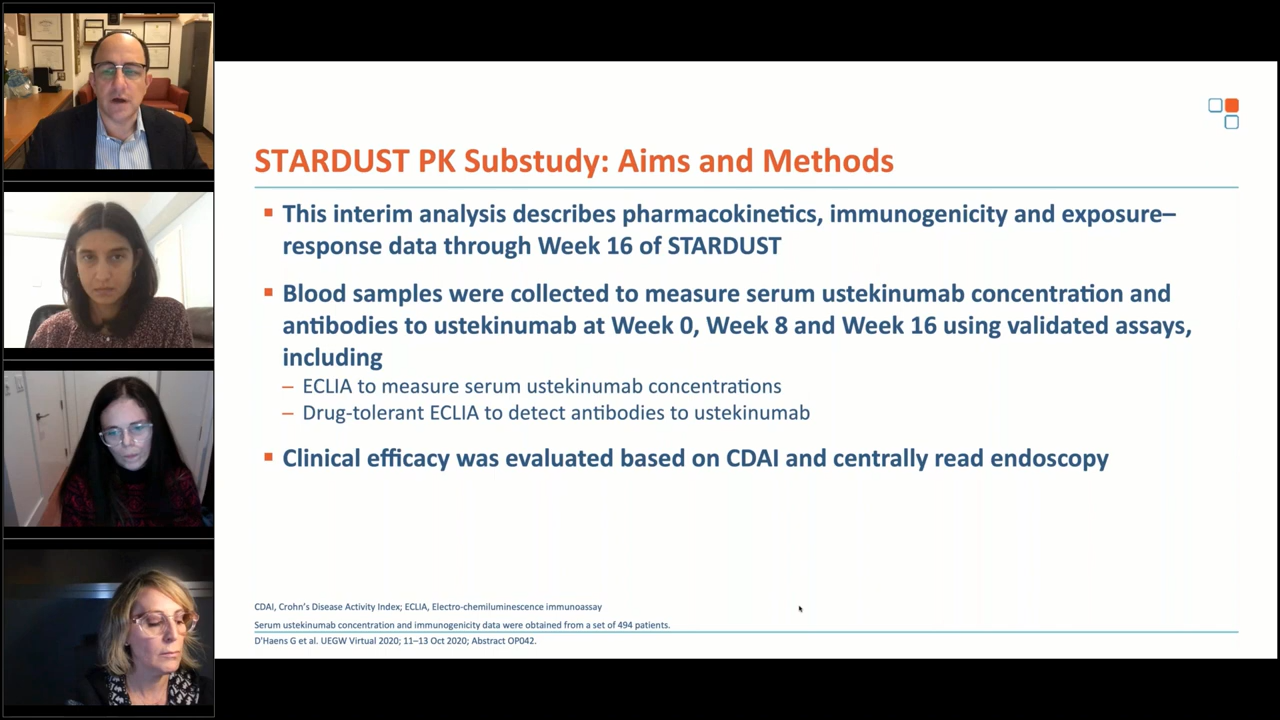 STARDUST PK Substudy: Aims and Methods
This interim analysis describes pharmacokinetics, immunogenicity and exposure–
response data through Week 16 of STARDUST
Blood samples were collected to measure serum ustekinumab concentration and
antibodies to ustekinumab at Week 0, Week 8 and Week 16 using validated assays,
including
– ECLIA to measure serum ustekinumab concentrations
– Drug-tolerant ECLIA to detect antibodies to ustekinumab
Clinical efficacy was evaluated based on CDAI and centrally read endoscopy
CDAI, Crohn's Disease Activity Index; ECLIA, Electro-chemiluminescence immunoassay
Serum ustekinumab concentration and immunogenicity data were obtained from a set of 494 patients.
D'Haens G et al. UEGW Virtual 2020; 11–13 Oct 2020; Abstract OP042.